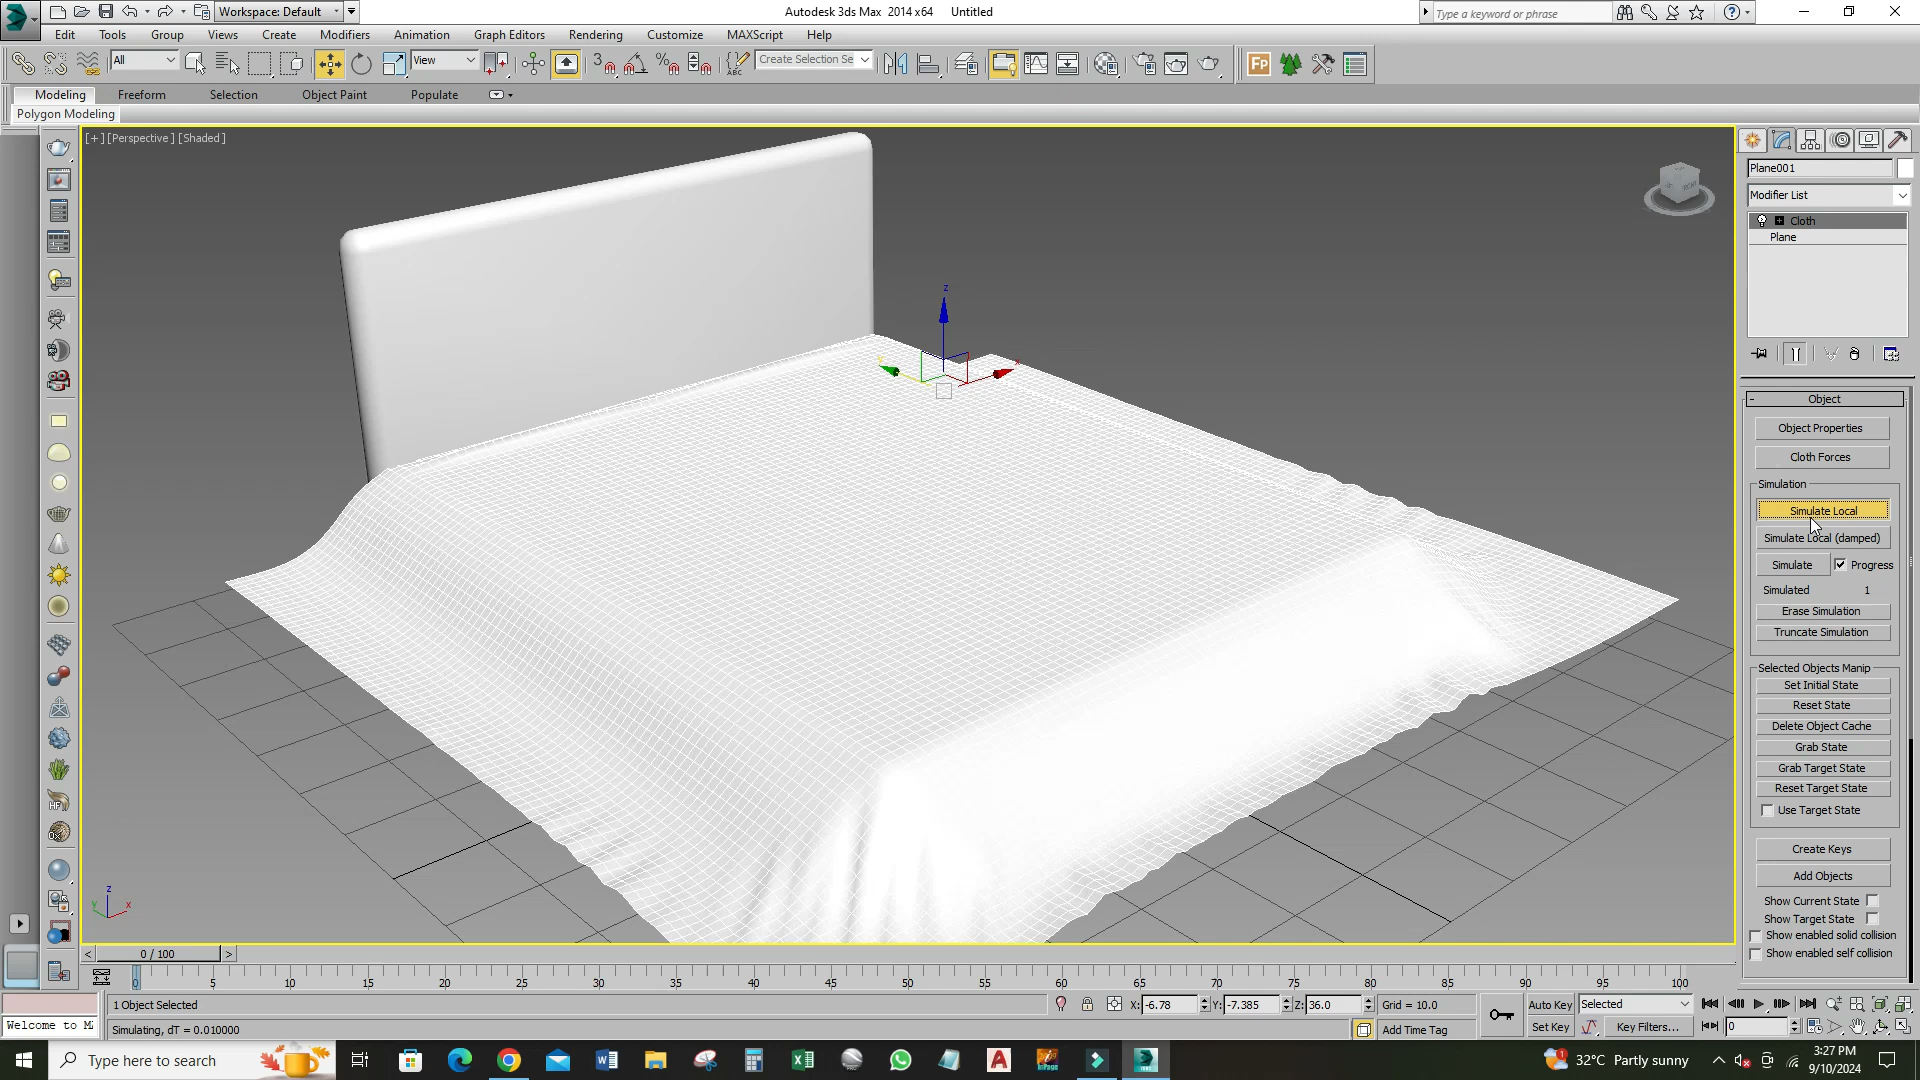 Workspace: Default
Autodesk 3ds Max 2014 x64 Untitled
Type a keyword or phrase
Edit Tools Group Views Create Modifiers Animation Graph Editors Rendering Customize MAXScript Help
All
View
3
Create Selection Se
Modeling Freeform Selection Object Paint Populate
Polygon Modeling
[+] [Perspective] [Shaded]
Plane001
Modifier List
Cloth
Plane
Object
Object Properties
Cloth Forces
Simulation
Simulate Local
Simulate Local (damped)
Simulate Progress
Simulated 1
Erase Simulation
Truncate Simulation
Selected Objects Manip
Set Initial State
Reset State
Delete Object Cache
Grab State
Grab Target State
Reset Target State
Use Target State
Create Keys
Add Objects
Show Current State
Show Target State
Show enabled solid collision
Show enabled self collision
z
x
y
z
x
y
< 0 / 100 >
0 5 10 15 20 25 30 35 40 45 50 55 60 65 70 75 80 85 90 95 100
1 Object Selected
X: -6.78 Y: -7.385 Z: 36.0 Grid = 10.0
Auto Key Selected
Welcome to M
Simulating, dT = 0.010000
Add Time Tag
Set Key Key Filters... 0
Type here to search
32°C Partly sunny
3:27 PM
9/10/2024